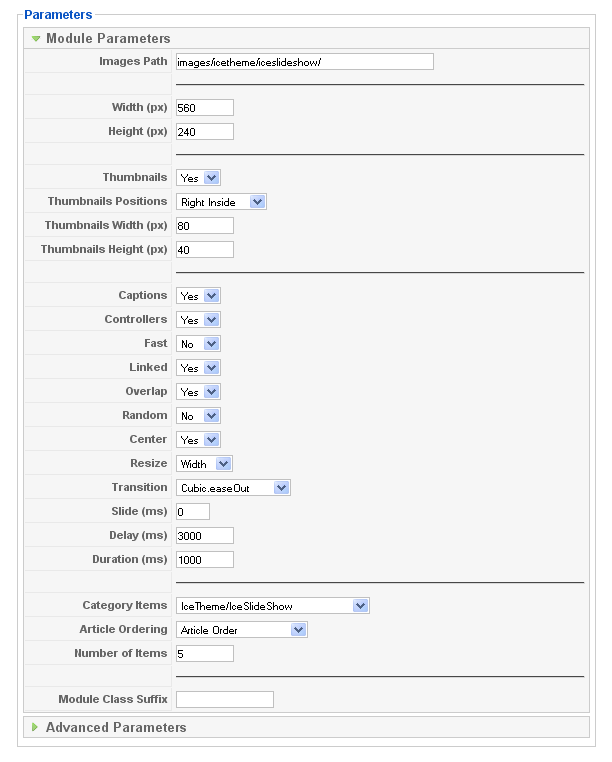 Parameters
Module Parameters
Images Path images/icetheme/iceslideshow/
Width (px) 560
Height (px) 240
Thumbnails Yes
Thumbnails Positions Right Inside
Thumbnails Width (px) 80
Thumbnails Height (px) 40
Captions Yes
Controllers Yes
Fast No
Linked Yes
Overlap Yes
Random No
Center Yes
Resize Width
Transition Cubic.easeOut
Slide (ms) 0
Delay (ms) 3000
Duration (ms) 1000
Category Items IceTheme/IceSlideShow
Article Ordering Article Order
Number of Items 5
Module Class Suffix
Advanced Parameters